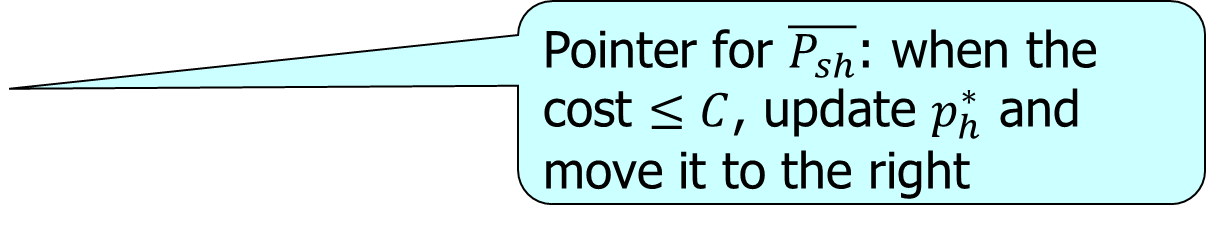 Pointer for $\overline{P_{sh}}$: when the
cost ≤ $C$, update $p_h^*$ and
move it to the right